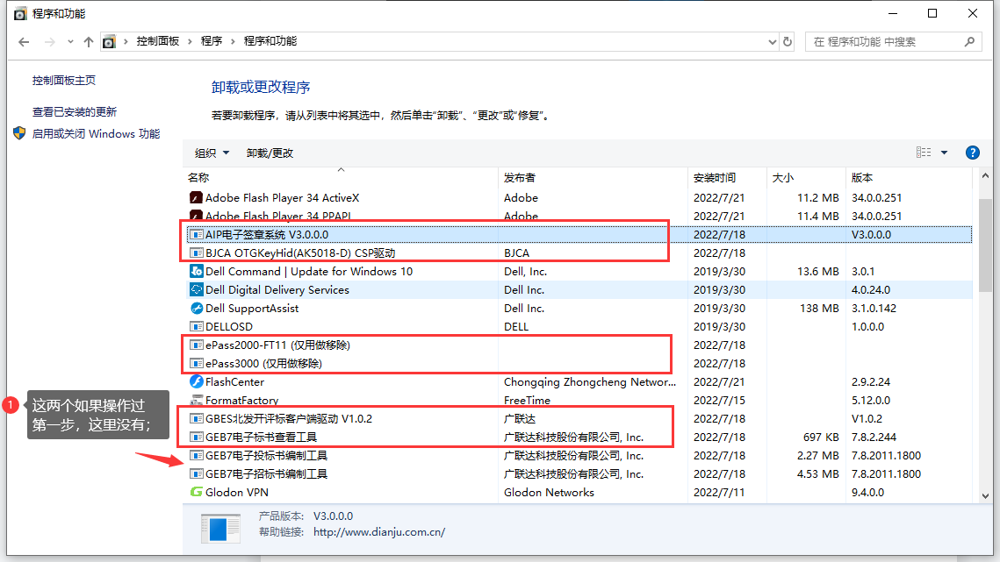 程序和功能
控制面板 > 程序 > 程序和功能
在 程序和功能 中搜索
控制面板主页
查看已安装的更新
启用或关闭 Windows 功能
卸载或更改程序
若要卸载程序，请从列表中将其选中，然后单击“卸载”、“更改”或“修复”。
组织 卸载/更改
名称 发布者 安装时间 大小 版本
Adobe Flash Player 34 ActiveX Adobe 2022/7/21 11.2 MB 34.0.0.251
Adobe Flash Player 34 PPAPI Adobe 2022/7/21 11.4 MB 34.0.0.251
AIP电子签章系统 V3.0.0.0 2022/7/18 V3.0.0.0
BJCA OTGKeyHid(AK5018-D) CSP驱动 BJCA 2022/7/18
Dell Command | Update for Windows 10 Dell, Inc. 2019/3/30 13.6 MB 3.0.1
Dell Digital Delivery Services Dell Inc. 2019/3/30 4.0.24.0
Dell SupportAssist Dell Inc. 2019/3/30 138 MB 3.1.0.142
DELLOSD DELL 2019/3/30 1.0.0.0
ePass2000-FT11 (仅用做移除) 2022/7/18
ePass3000 (仅用做移除) 2022/7/18
FlashCenter Chongqing Zhongcheng Networ... 2022/7/21 2.9.2.24
FormatFactory FreeTime 2022/7/15 5.12.0.0
GBES北发开评标客户端驱动 V1.0.2 广联达 2022/7/18 V1.0.2
GEB7电子标书查看工具 广联达科技股份有限公司, Inc. 2022/7/18 697 KB 7.8.2.244
GEB7电子投标书编制工具 广联达科技股份有限公司, Inc. 2022/7/18 2.27 MB 7.8.2011.1800
GEB7电子招标书编制工具 广联达科技股份有限公司, Inc. 2022/7/18 4.53 MB 7.8.2011.1800
Glodon VPN Glodon Networks 2022/7/11 9.4.0.0
1
这两个如果操作过
第一步，这里没有；
产品版本: V3.0.0.0
帮助链接: http://www.dianju.com.cn/